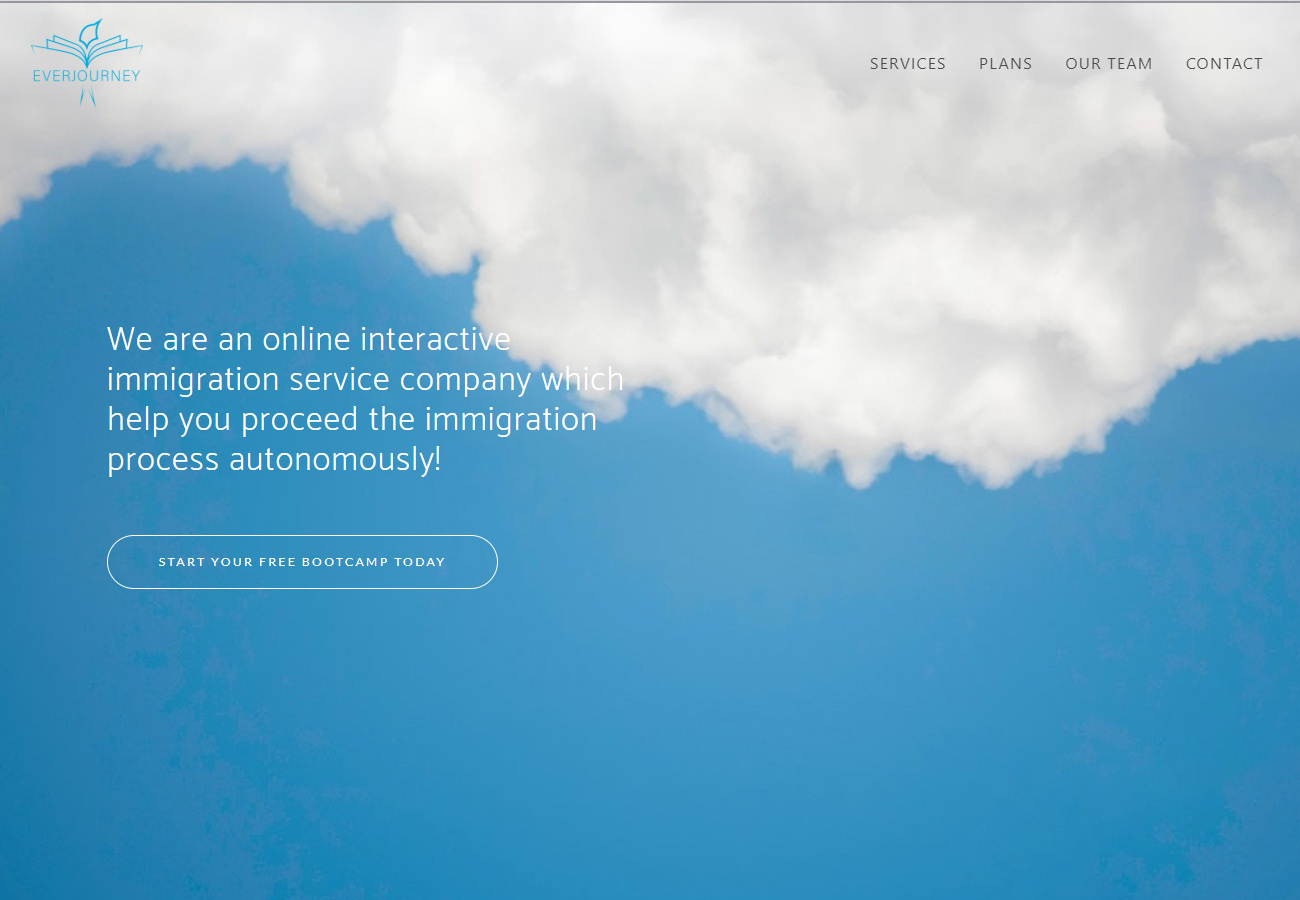 EVERJOURNEY
SERVICES PLANS OUR TEAM CONTACT
We are an online interactive
immigration service company which
help you proceed the immigration
process autonomously!
START YOUR FREE BOOTCAMP TODAY